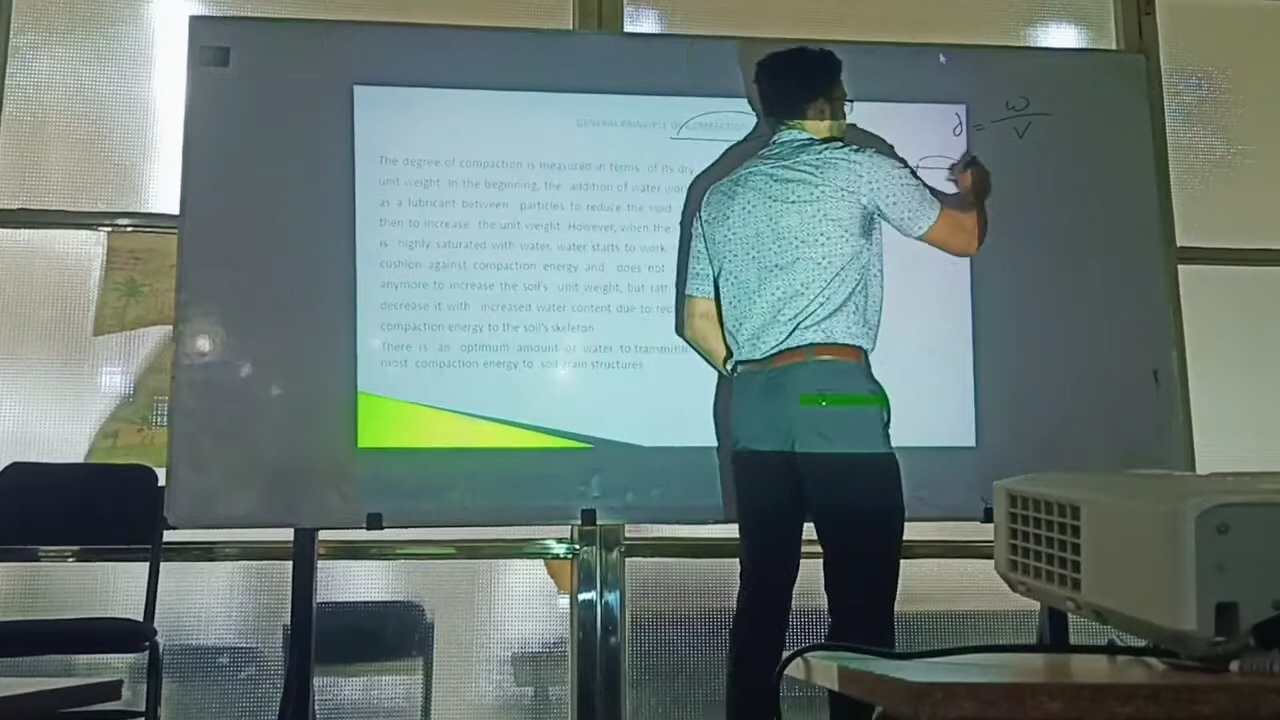 GENERAL PRINCIPLE OF COMPACTION
The degree of compaction is measured in terms of its dry
unit weight. In the beginning, the addition of water
as a lubricant between particles to reduce the void
then to increase the unit weight. However, when the
is highly saturated with water, water starts to work
cushion against compaction energy and does not
anymore to increase the soil's unit weight, but
decrease it with increased water content due to
compaction energy to the soil's skeleton
There is an optimum amount of water to
most compaction energy to soil grain structures
= w / v